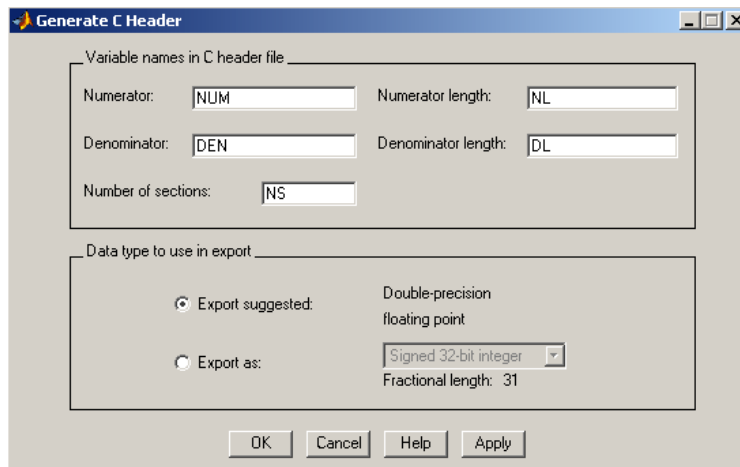 Generate C Header
Variable names in C header file
Numerator: NUM Numerator length: NL
Denominator: DEN Denominator length: DL
Number of sections: NS
Data type to use in export
Export suggested: Double-precision
floating point
Export as: Signed 32-bit integer
Fractional length: 31
OK Cancel Help Apply